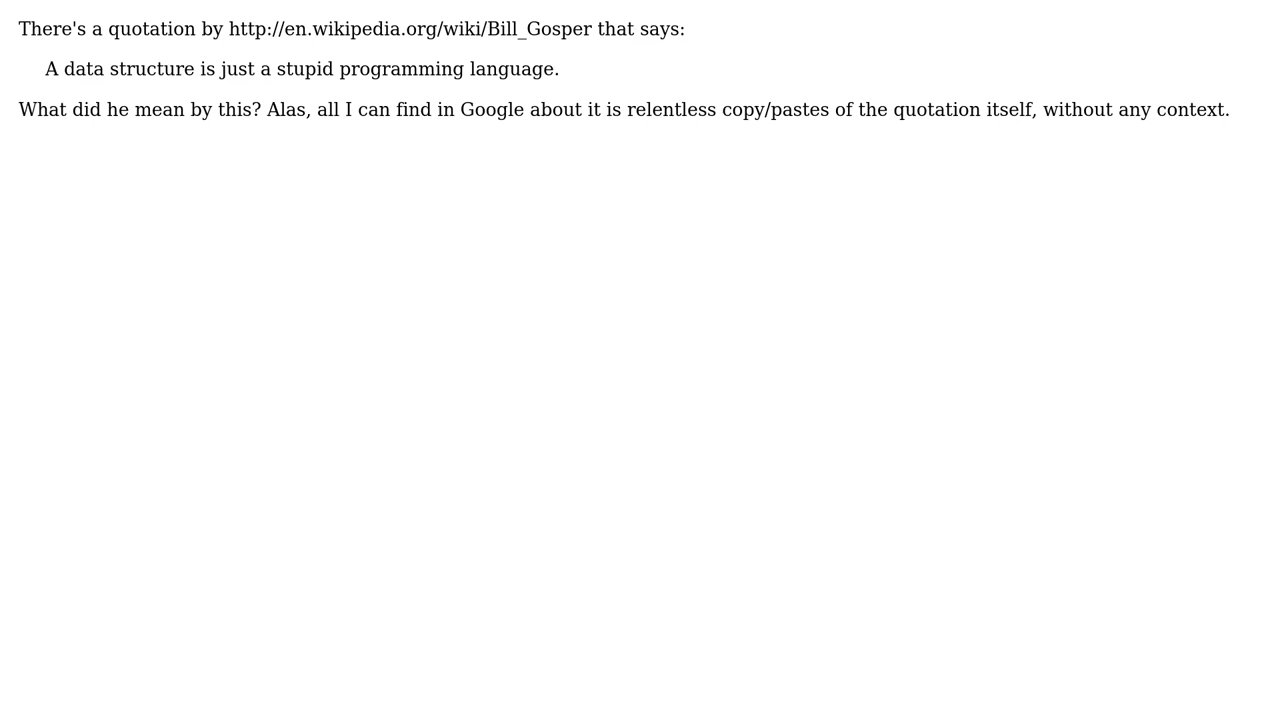 There's a quotation by http://en.wikipedia.org/wiki/Bill_Gosper that says:
A data structure is just a stupid programming language.
What did he mean by this? Alas, all I can find in Google about it is relentless copy/pastes of the quotation itself, without any context.